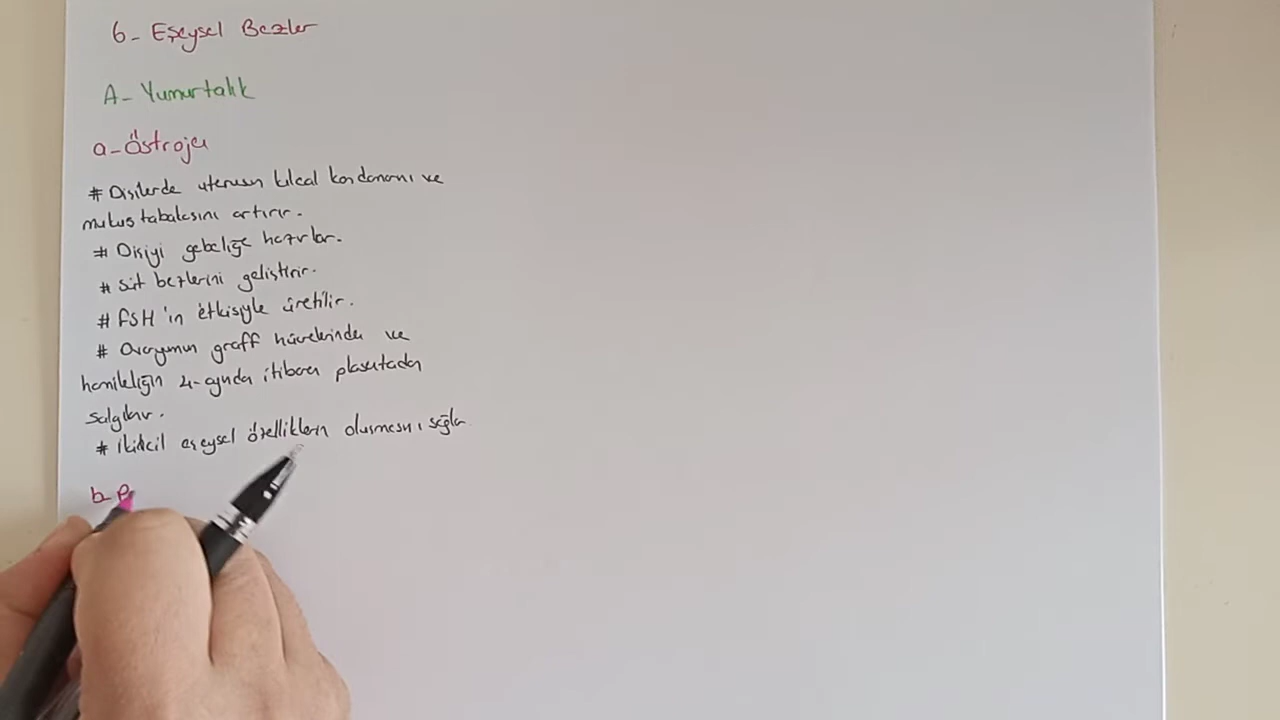 6- Eşeysel Bezler
A- Yumurtalık
a- Östrojen
# Dişilerde uterusun kılcal kan damarını ve
mukus tabakasını artırır.
# Dişiyi gebeliğe hazırlar.
# Süt bezlerini geliştirir.
# FSH'ın etkisiyle üretilir.
# Ovaryumun graff hücrelerinde ve
hamileliğin 4. ayında itibaren plasentadan
salgılanır.
# İkincil eşeysel özelliklerin oluşmasını sağla
b- P